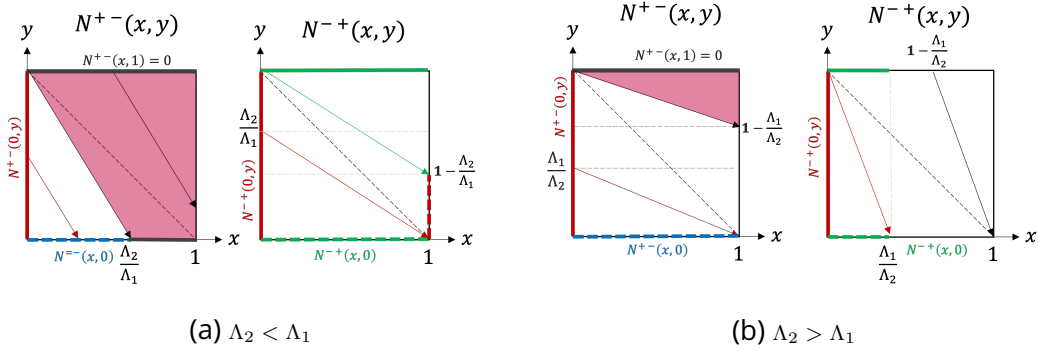 N⁺⁻(x, y)
y
N⁺⁻(x, 1) = 0
N⁺⁻(0, y)
N⁼⁻(x, 0)
Λ₂/Λ₁
1
x
N⁻⁺(x, y)
y
Λ₂/Λ₁
N⁻⁺(0, y)
1 − Λ₂/Λ₁
N⁻⁺(x, 0)
1
x
(a) Λ₂ < Λ₁
N⁺⁻(x, y)
y
N⁺⁻(x, 1) = 0
N⁺⁻(0, y)
1 − Λ₁/Λ₂
Λ₁/Λ₂
N⁺⁻(x, 0)
1
x
N⁻⁺(x, y)
y
1 − Λ₁/Λ₂
N⁻⁺(0, y)
Λ₁/Λ₂
N⁻⁺(x, 0)
1
x
(b) Λ₂ > Λ₁